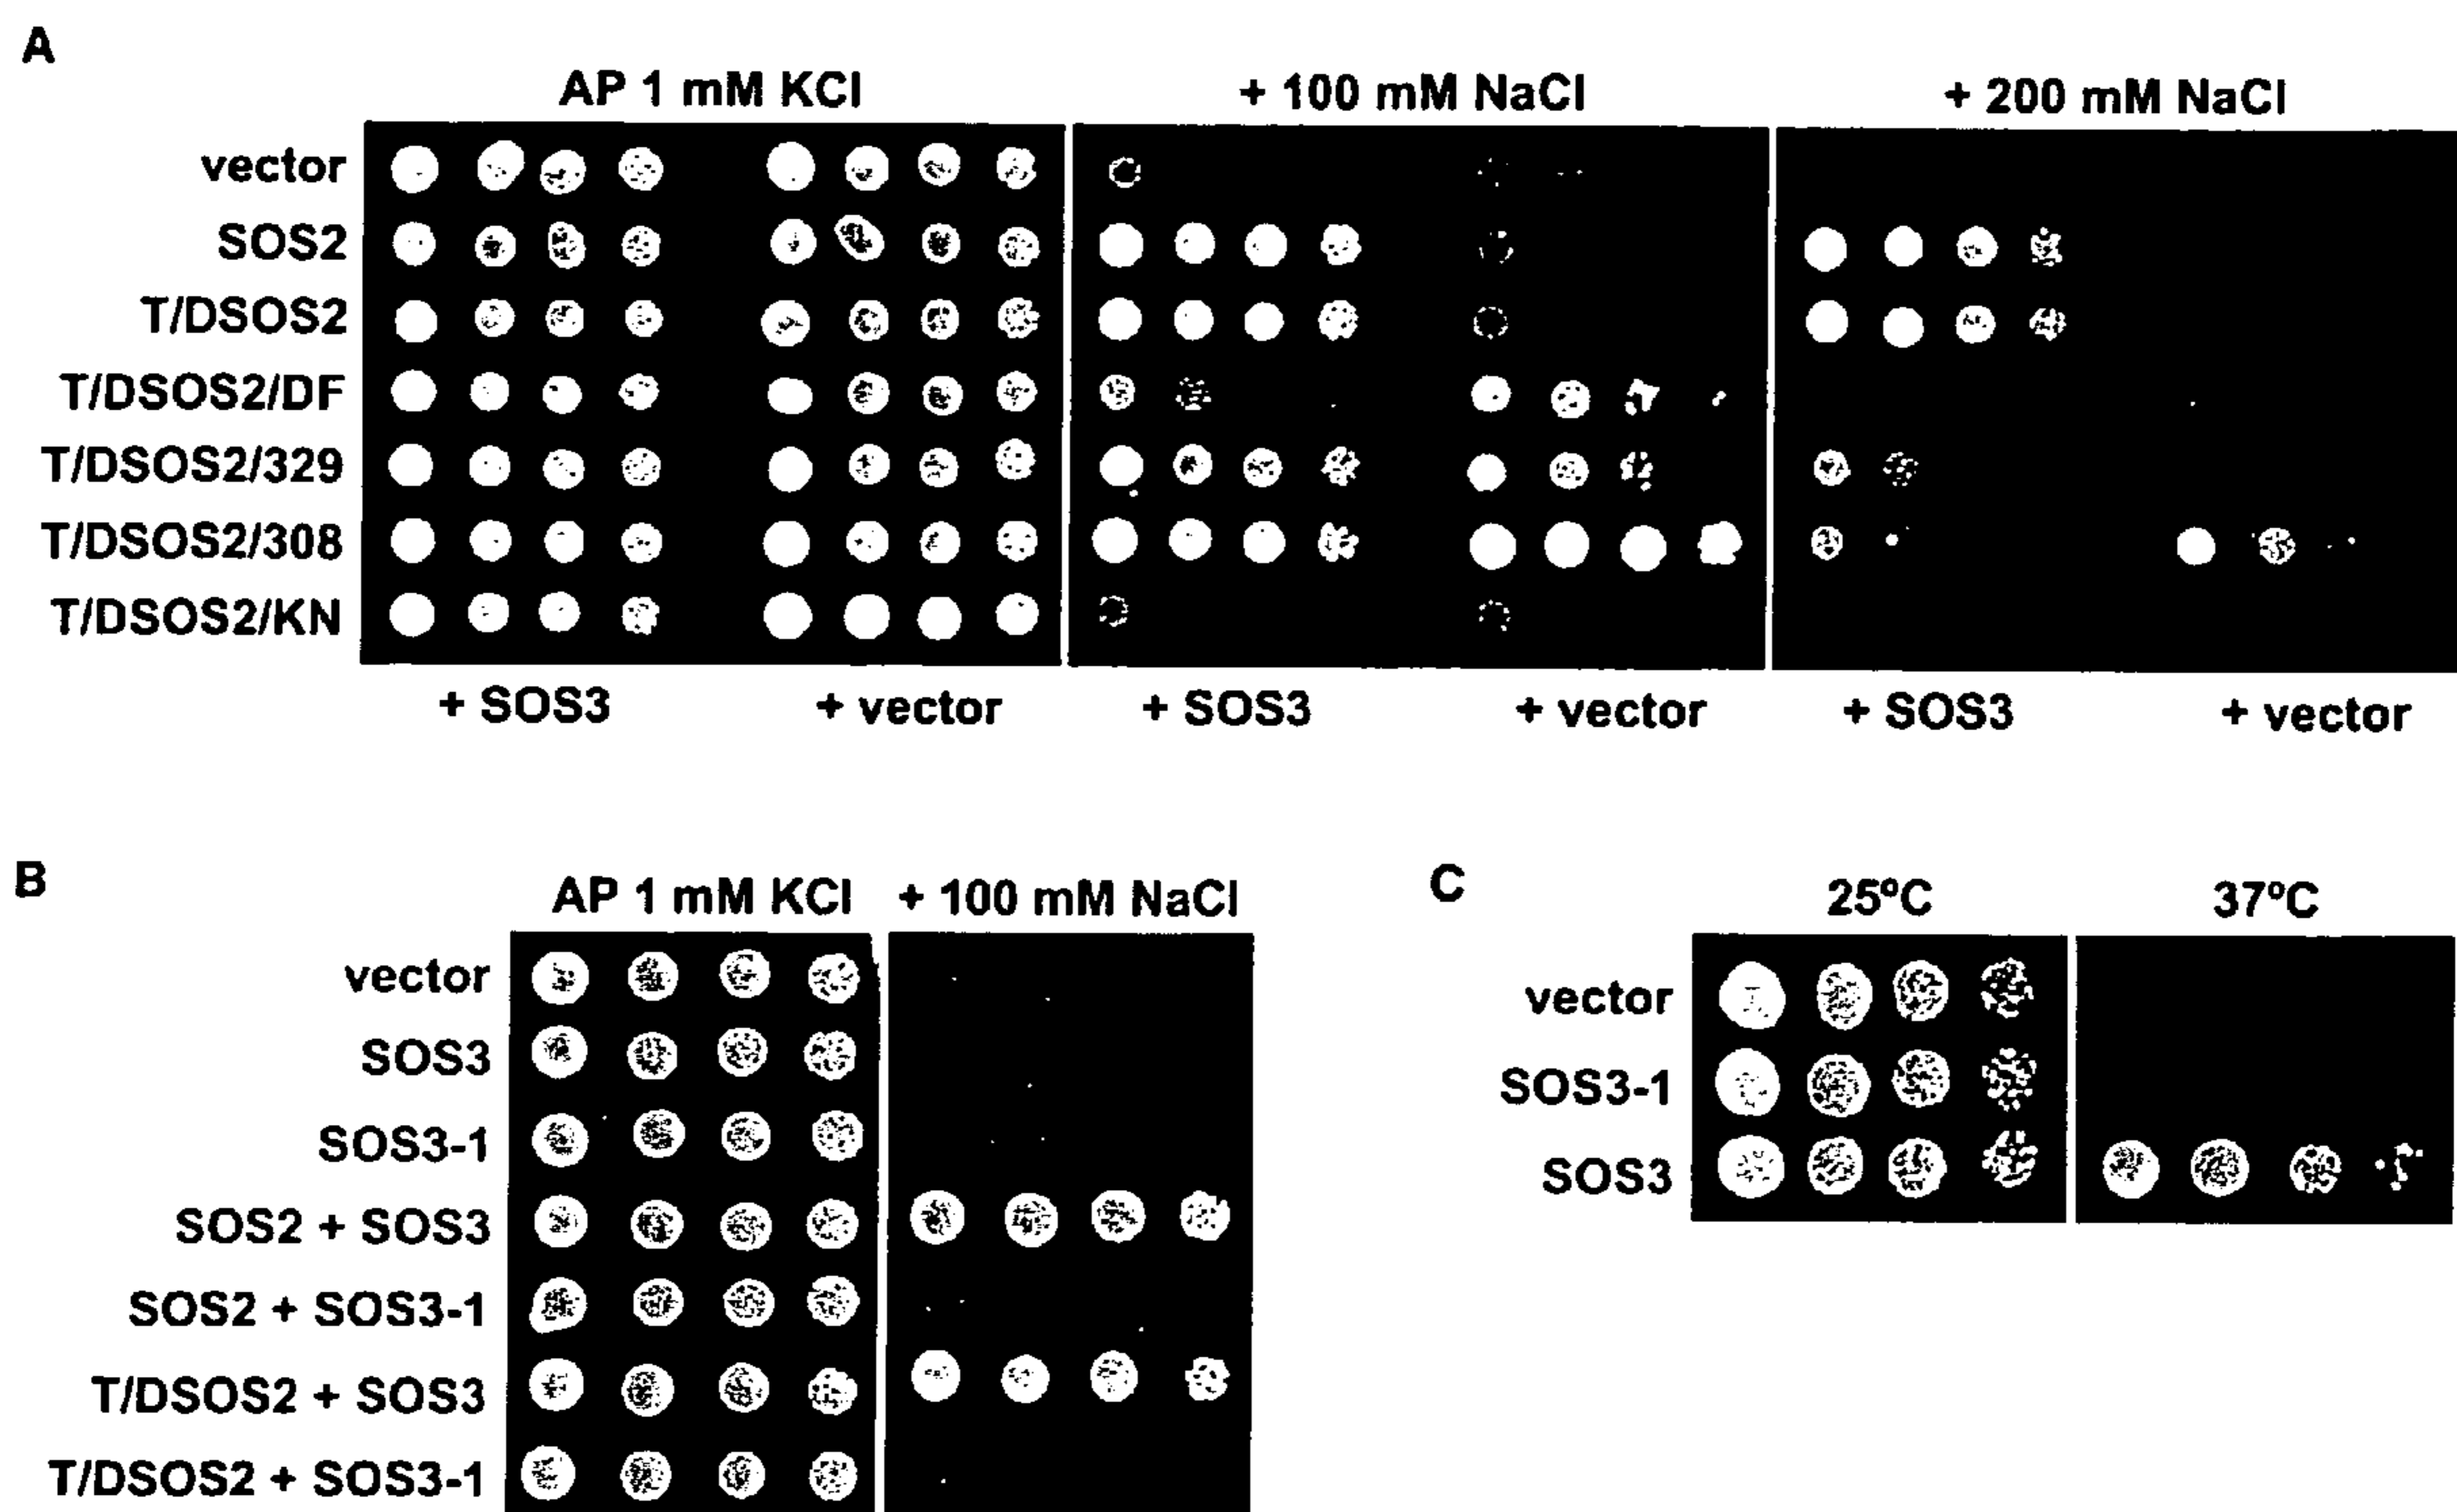 A
AP 1 mM KCl + 100 mM NaCl + 200 mM NaCl
vector
SOS2
T/DSOS2
T/DSOS2/DF
T/DSOS2/329
T/DSOS2/308
T/DSOS2/KN
+ SOS3 + vector + SOS3 + vector + SOS3 + vector
B
AP 1 mM KCl + 100 mM NaCl
vector
SOS3
SOS3-1
SOS2 + SOS3
SOS2 + SOS3-1
T/DSOS2 + SOS3
T/DSOS2 + SOS3-1
C
25ºC 37ºC
vector
SOS3-1
SOS3